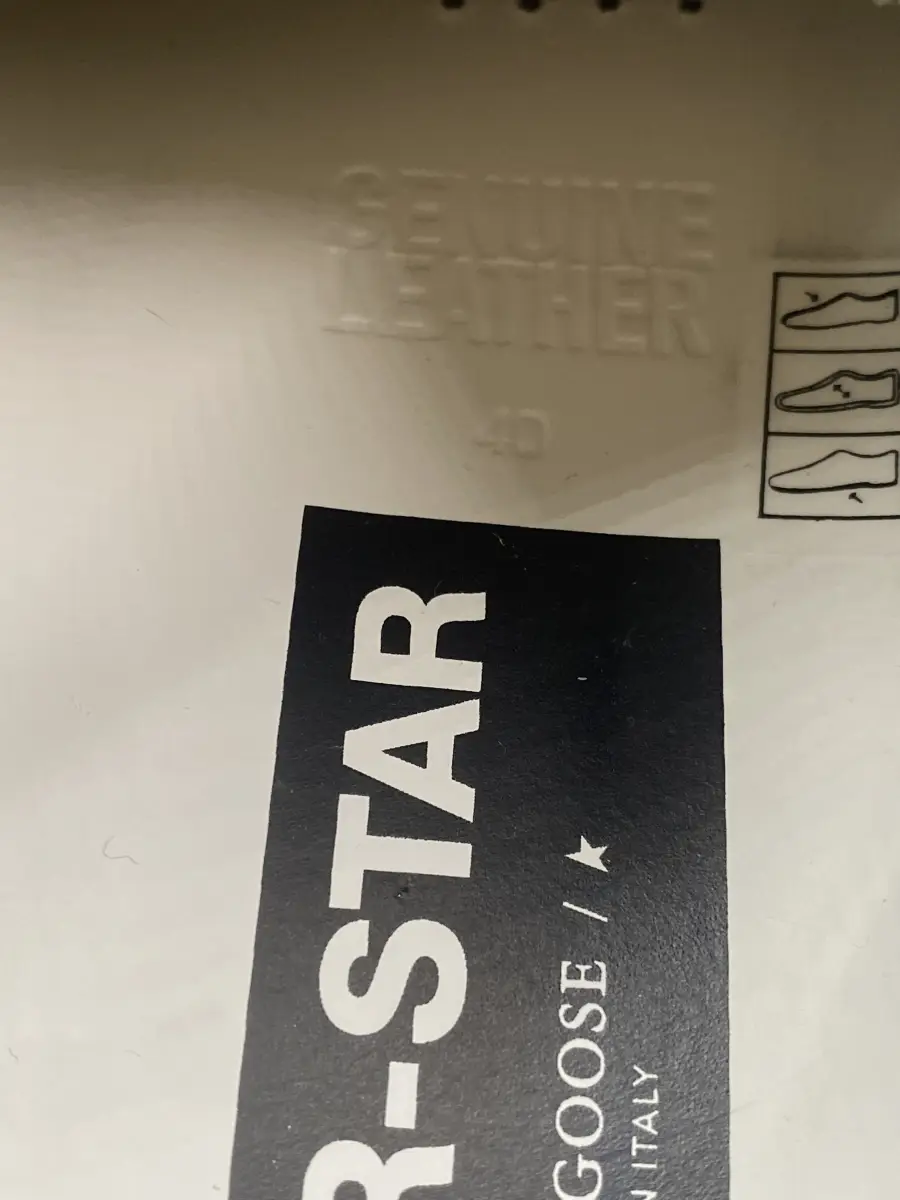 GENUINE
LEATHER
40
R-STAR
GOOSE /
N ITALY